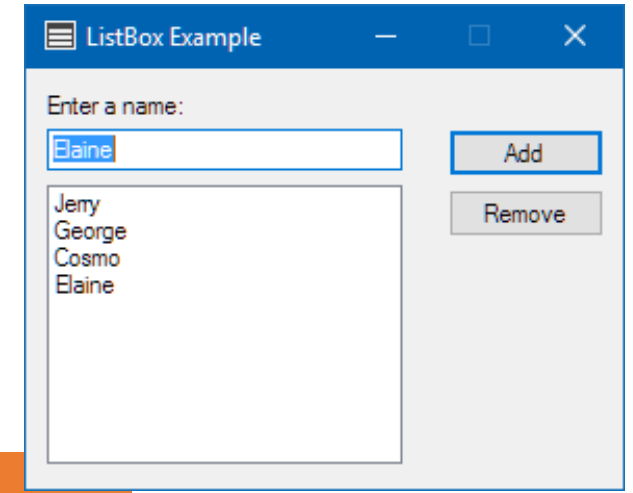 ListBox Example
Enter a name:
Elaine
Add
Jerry
George
Cosmo
Elaine
Remove